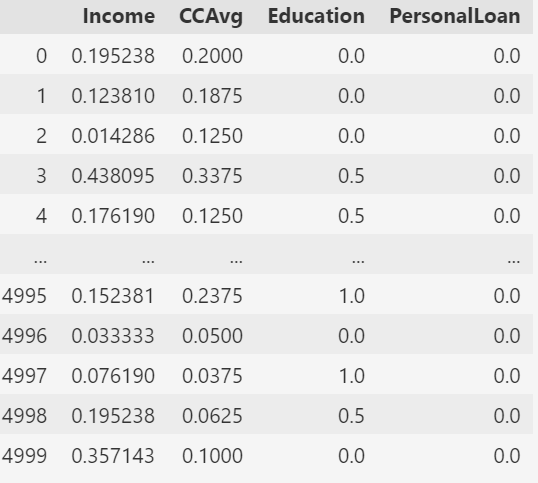 Income CCAvg Education PersonalLoan
0 0.195238 0.2000 0.0 0.0
1 0.123810 0.1875 0.0 0.0
2 0.014286 0.1250 0.0 0.0
3 0.438095 0.3375 0.5 0.0
4 0.176190 0.1250 0.5 0.0
... ... ... ... ...
4995 0.152381 0.2375 1.0 0.0
4996 0.033333 0.0500 0.0 0.0
4997 0.076190 0.0375 1.0 0.0
4998 0.195238 0.0625 0.5 0.0
4999 0.357143 0.1000 0.0 0.0